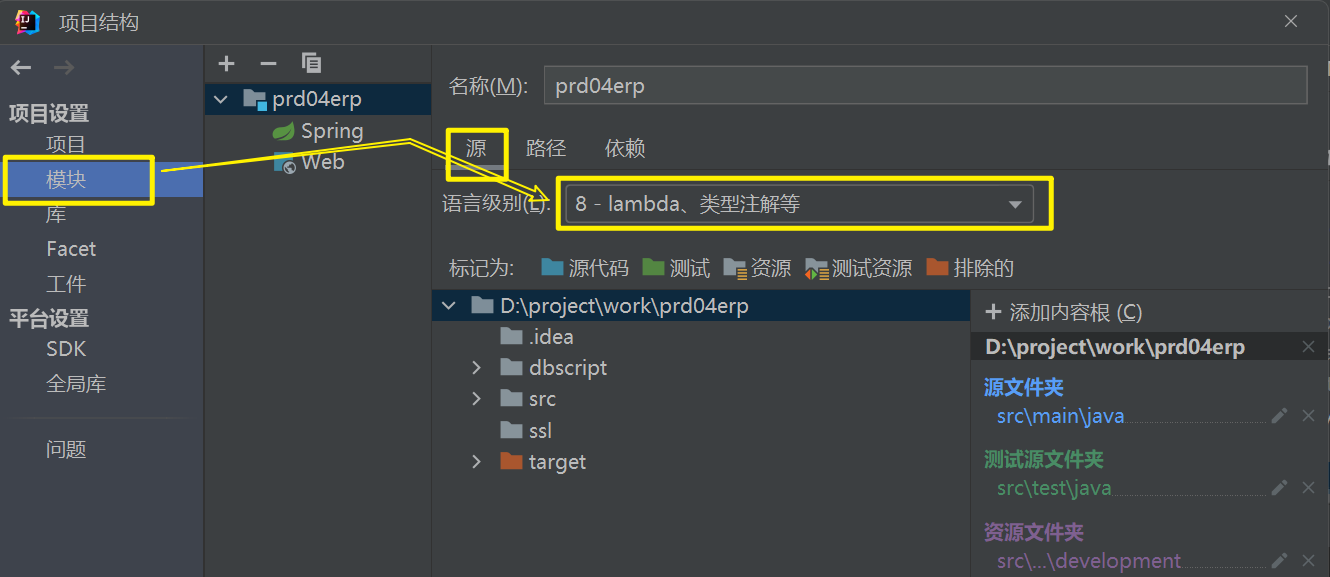 项目结构
项目设置
项目
模块
库
Facet
工件
平台设置
SDK
全局库
问题
prd04erp
Spring
Web
名称(M): prd04erp
源 路径 依赖
语言级别(L): 8 - lambda、类型注解等
标记为: 源代码 测试 资源 测试资源 排除的
D:\project\work\prd04erp
.idea
dbscript
src
ssl
target
+ 添加内容根 (C)
D:\project\work\prd04erp
源文件夹
src\main\java
测试源文件夹
src\test\java
资源文件夹
src\...\development